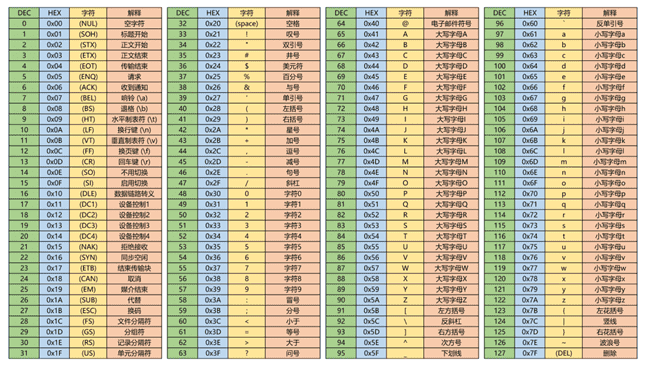 DEC HEX 字符 解释
0 0x00 (NUL) 空字符
1 0x01 (SOH) 标题开始
2 0x02 (STX) 正文开始
3 0x03 (ETX) 正文结束
4 0x04 (EOT) 传输结束
5 0x05 (ENQ) 请求
6 0x06 (ACK) 收到通知
7 0x07 (BEL) 响铃 (\a)
8 0x08 (BS) 退格 (\b)
9 0x09 (HT) 水平制表符 (\t)
10 0x0A (LF) 换行键 (\n)
11 0x0B (VT) 垂直制表符 (\v)
12 0x0C (FF) 换页键 (\f)
13 0x0D (CR) 回车键 (\r)
14 0x0E (SO) 不用切换
15 0x0F (SI) 启用切换
16 0x10 (DLE) 数据链路转义
17 0x11 (DC1) 设备控制1
18 0x12 (DC2) 设备控制2
19 0x13 (DC3) 设备控制3
20 0x14 (DC4) 设备控制4
21 0x15 (NAK) 拒绝接收
22 0x16 (SYN) 同步空闲
23 0x17 (ETB) 结束传输块
24 0x18 (CAN) 取消
25 0x19 (EM) 媒介结束
26 0x1A (SUB) 代替
27 0x1B (ESC) 换码
28 0x1C (FS) 文件分隔符
29 0x1D (GS) 分组符
30 0x1E (RS) 记录分隔符
31 0x1F (US) 单元分隔符
DEC HEX 字符 解释
32 0x20 (space) 空格
33 0x21 ! 叹号
34 0x22 " 双引号
35 0x23 # 井号
36 0x24 $ 美元符
37 0x25 % 百分号
38 0x26 & 与号
39 0x27 ' 单引号
40 0x28 ( 左括号
41 0x29 ) 右括号
42 0x2A * 星号
43 0x2B + 加号
44 0x2C , 逗号
45 0x2D - 减号
46 0x2E . 句号
47 0x2F / 斜杠
48 0x30 0 字符0
49 0x31 1 字符1
50 0x32 2 字符2
51 0x33 3 字符3
52 0x34 4 字符4
53 0x35 5 字符5
54 0x36 6 字符6
55 0x37 7 字符7
56 0x38 8 字符8
57 0x39 9 字符9
58 0x3A : 冒号
59 0x3B ; 分号
60 0x3C < 小于
61 0x3D = 等号
62 0x3E > 大于
63 0x3F ? 问号
DEC HEX 字符 解释
64 0x40 @ 电子邮件符号
65 0x41 A 大写字母A
66 0x42 B 大写字母B
67 0x43 C 大写字母C
68 0x44 D 大写字母D
69 0x45 E 大写字母E
70 0x46 F 大写字母F
71 0x47 G 大写字母G
72 0x48 H 大写字母H
73 0x49 I 大写字母I
74 0x4A J 大写字母J
75 0x4B K 大写字母K
76 0x4C L 大写字母L
77 0x4D M 大写字母M
78 0x4E N 大写字母N
79 0x4F O 大写字母O
80 0x50 P 大写字母P
81 0x51 Q 大写字母Q
82 0x52 R 大写字母R
83 0x53 S 大写字母S
84 0x54 T 大写字母T
85 0x55 U 大写字母U
86 0x56 V 大写字母V
87 0x57 W 大写字母W
88 0x58 X 大写字母X
89 0x59 Y 大写字母Y
90 0x5A Z 大写字母Z
91 0x5B [ 左方括号
92 0x5C \ 反斜杠
93 0x5D ] 右方括号
94 0x5E ^ 次方号
95 0x5F _ 下划线
DEC HEX 字符 解释
96 0x60 ` 反单引号
97 0x61 a 小写字母a
98 0x62 b 小写字母b
99 0x63 c 小写字母c
100 0x64 d 小写字母d
101 0x65 e 小写字母e
102 0x66 f 小写字母f
103 0x67 g 小写字母g
104 0x68 h 小写字母h
105 0x69 i 小写字母i
106 0x6A j 小写字母j
107 0x6B k 小写字母k
108 0x6C l 小写字母l
109 0x6D m 小写字母m
110 0x6E n 小写字母n
111 0x6F o 小写字母o
112 0x70 p 小写字母p
113 0x71 q 小写字母q
114 0x72 r 小写字母r
115 0x73 s 小写字母s
116 0x74 t 小写字母t
117 0x75 u 小写字母u
118 0x76 v 小写字母v
119 0x77 w 小写字母w
120 0x78 x 小写字母x
121 0x79 y 小写字母y
122 0x7A z 小写字母z
123 0x7B { 左花括号
124 0x7C | 竖线
125 0x7D } 右花括号
126 0x7E ~ 波浪号
127 0x7F (DEL) 删除